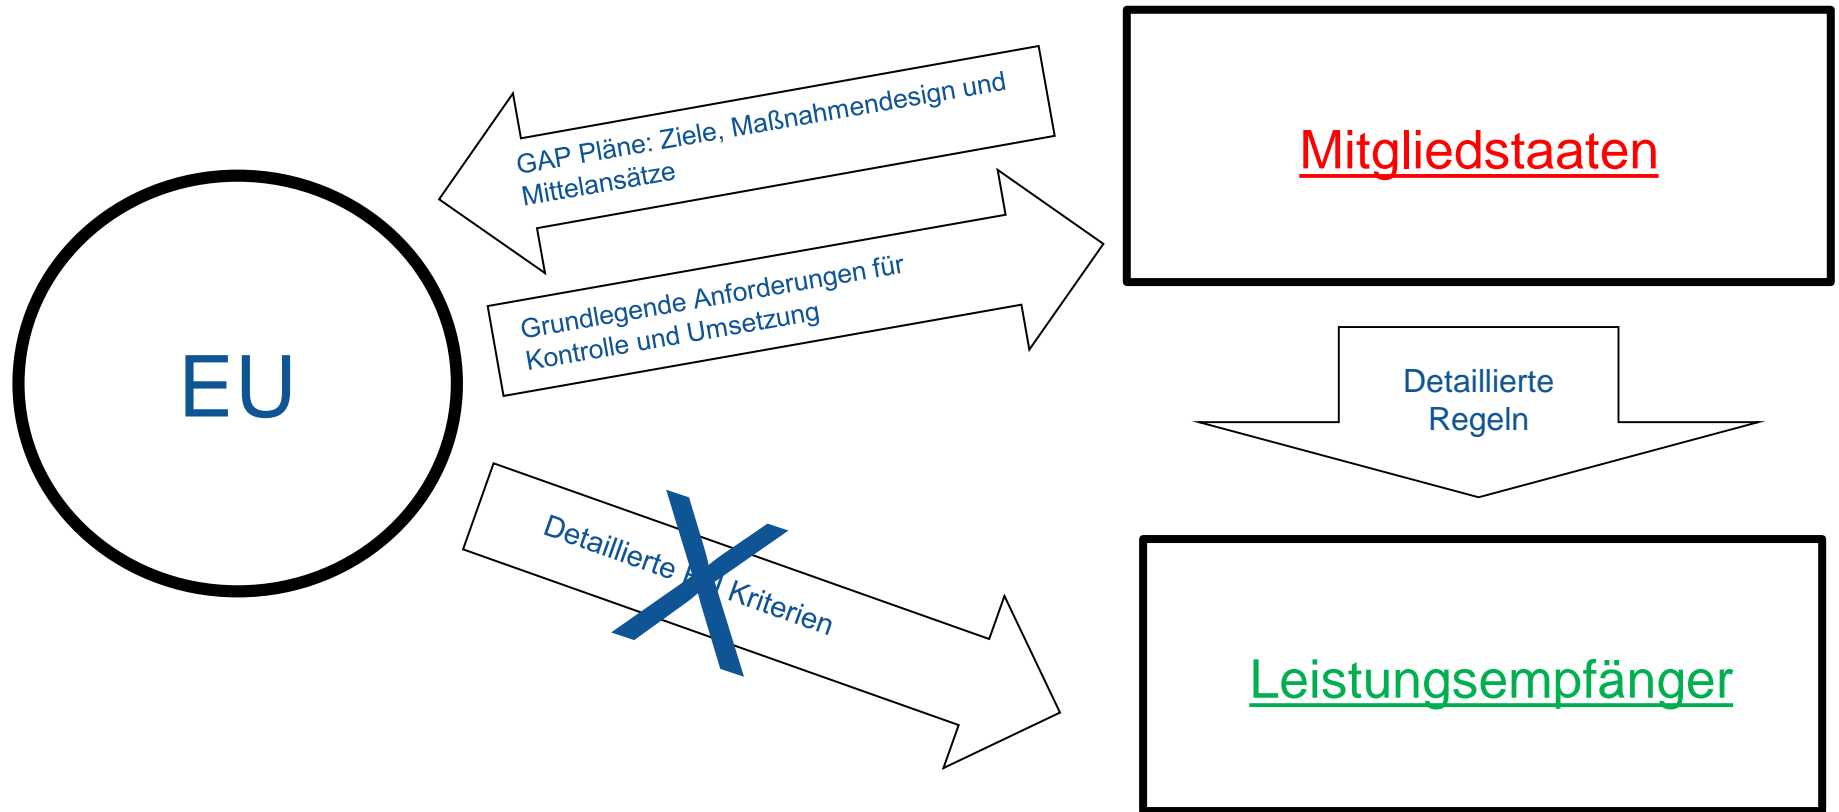 GAP Pläne: Ziele, Maßnahmendesign und
Mittelansätze
Mitgliedstaaten
Grundlegende Anforderungen für
Kontrolle und Umsetzung
EU
Detaillierte
Regeln
Detaillierte Kriterien
Leistungsempfänger